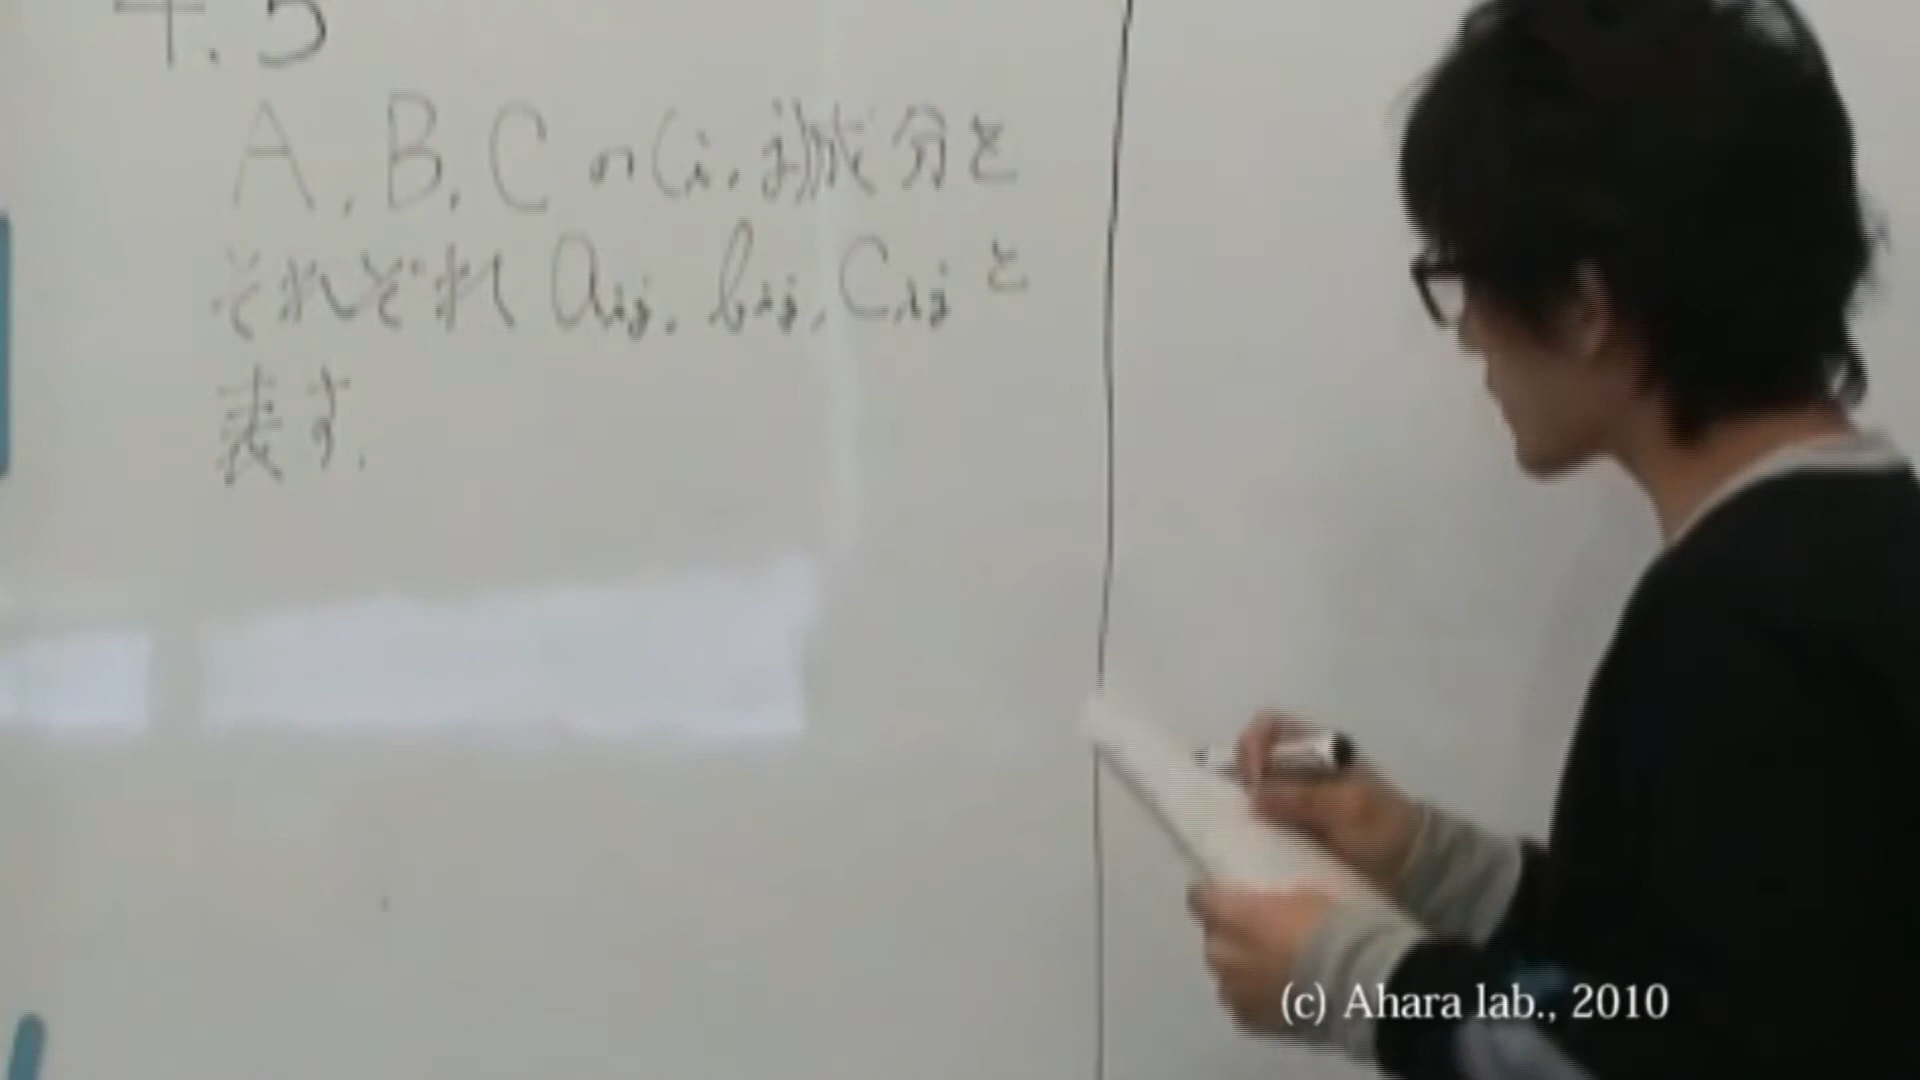 4.5
A, B, C の (i, j)成分を
それぞれ aij, bij, cij と
表す.
(c) Ahara lab., 2010